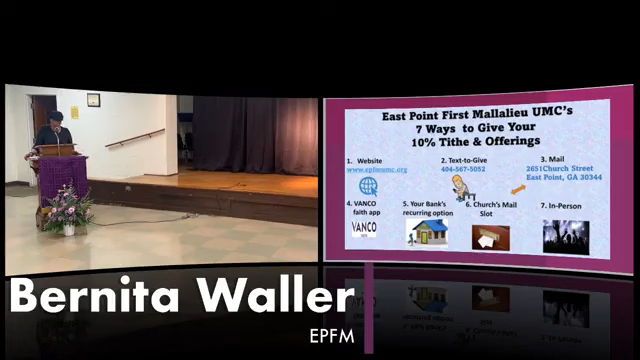 East Point First Mallalieu UMC's
7 Ways to Give Your
10% Tithe & Offerings
1. Website
www.epfmumc.org
2. Text-to-Give
404-567-5052
3. Mail
2651Church Street
East Point, GA 30344
4. VANCO
faith app
VANCO
5. Your Bank's
recurring option
6. Church's Mail
Slot
7. In-Person
Bernita Waller
EPFM